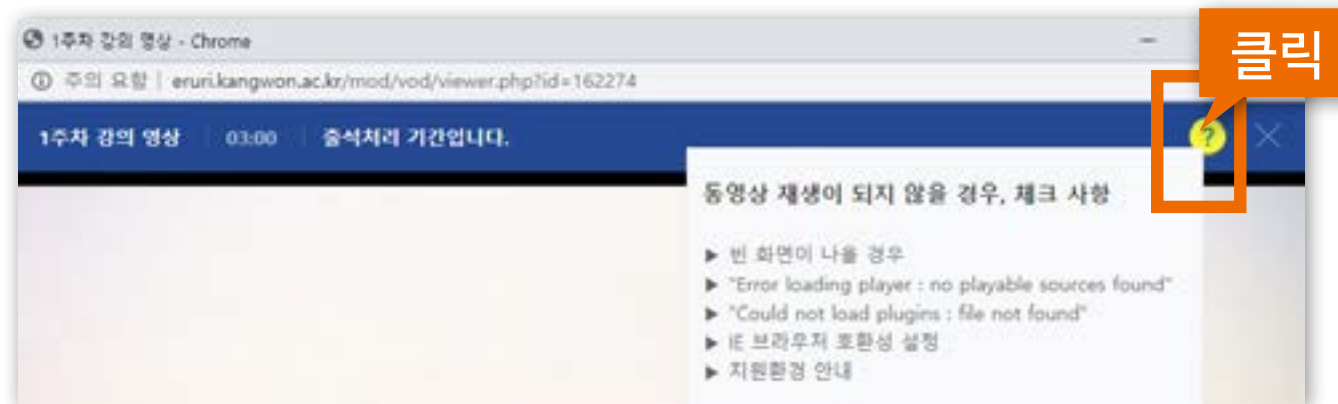 1주차 강의 영상 - Chrome
클릭
주의 요함 | eruri.kangwon.ac.kr/mod/vod/viewer.php?id=162274
1주차 강의 영상 | 03:00 | 출석처리 기간입니다.
?
동영상 재생이 되지 않을 경우, 체크 사항
▶ 빈 화면이 나올 경우
▶ "Error loading player : no playable sources found"
▶ "Could not load plugins : file not found"
▶ IE 브라우저 호환성 설정
▶ 지원환경 안내